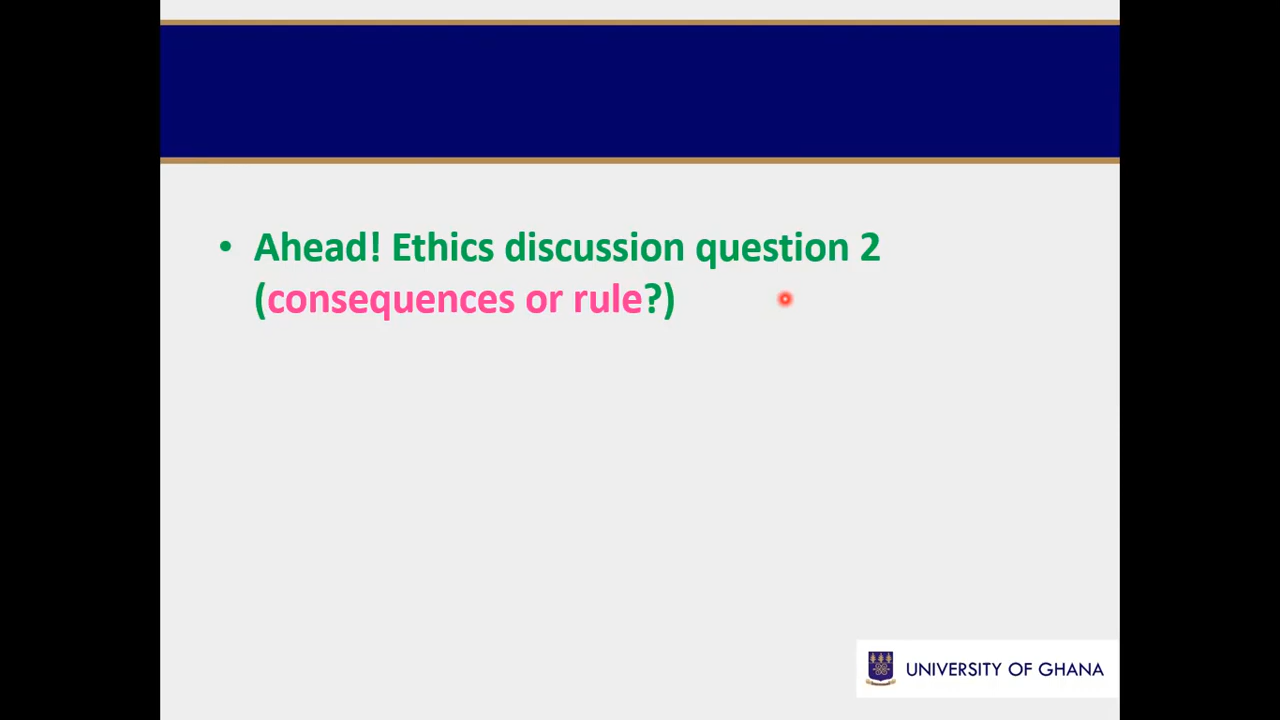 • Ahead! Ethics discussion question 2
(consequences or rule?)
UNIVERSITY OF GHANA